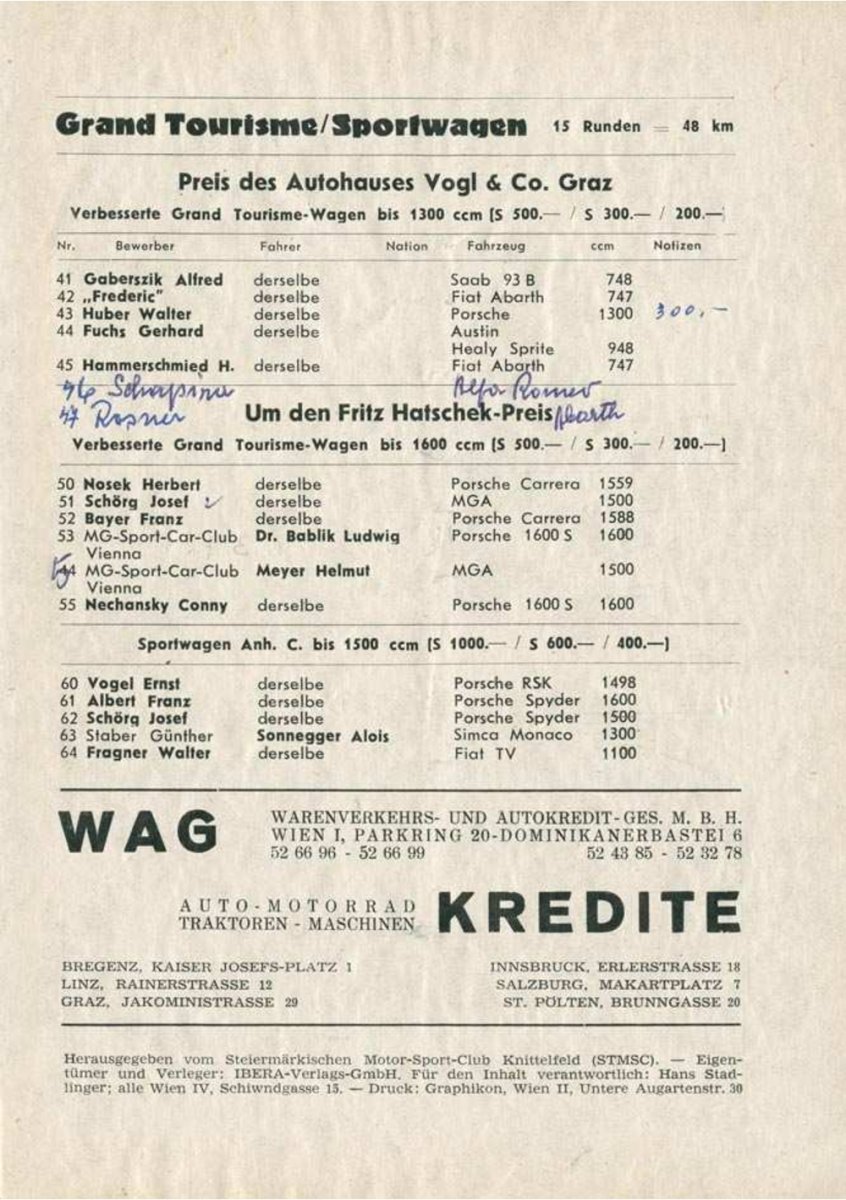 Grand Tourisme/Sportwagen 15 Runden = 48 km
Preis des Autohauses Vogl & Co. Graz
Verbesserte Grand Tourisme-Wagen bis 1300 ccm (S 500.— / S 300.— / 200.—)
Nr. Bewerber Fahrer Nation Fahrzeug ccm Notizen
41 Gaberszik Alfred derselbe Saab 93 B 748
42 „Frederic" derselbe Fiat Abarth 747
43 Huber Walter derselbe Porsche 1300 300,-
44 Fuchs Gerhard derselbe Austin
Healy Sprite 948
45 Hammerschmied H. derselbe Fiat Abarth 747
46 Alfa Romeo
47 Rosner Abarth
Um den Fritz Hatschek-Preis
Verbesserte Grand Tourisme-Wagen bis 1600 ccm (S 500.— / S 300.— / 200.—)
50 Nosek Herbert derselbe Porsche Carrera 1559
51 Schörg Josef derselbe MGA 1500
52 Bayer Franz derselbe Porsche Carrera 1588
53 MG-Sport-Car-Club Dr. Bablik Ludwig Porsche 1600 S 1600
Vienna
MG-Sport-Car-Club Meyer Helmut MGA 1500
Vienna
55 Nechansky Conny derselbe Porsche 1600 S 1600
Sportwagen Anh. C. bis 1500 ccm (S 1000.— / S 600.— / 400.—)
60 Vogel Ernst derselbe Porsche RSK 1498
61 Albert Franz derselbe Porsche Spyder 1600
62 Schörg Josef derselbe Porsche Spyder 1500
63 Staber Günther Sonnegger Alois Simca Monaco 1300
64 Fragner Walter derselbe Fiat TV 1100
WAG
WARENVERKEHRS- UND AUTOKREDIT-GES. M. B. H.
WIEN I, PARKRING 20-DOMINIKANERBASTEI 6
52 66 96 - 52 66 99 52 43 85 - 52 32 78
AUTO-MOTORRAD
TRAKTOREN - MASCHINEN
KREDITE
BREGENZ, KAISER JOSEFS-PLATZ 1 INNSBRUCK, ERLERSTRASSE 18
LINZ, RAINERSTRASSE 12 SALZBURG, MAKARTPLATZ 7
GRAZ, JAKOMINISTRASSE 29 ST. PÖLTEN, BRUNNGASSE 20
Herausgegeben vom Steiermärkischen Motor-Sport-Club Knittelfeld (STMSC). — Eigen-
tümer und Verleger: IBERA-Verlags-GmbH. Für den Inhalt verantwortlich: Hans Stad-
linger; alle Wien IV, Schiwndgasse 15. — Druck: Graphikon, Wien II, Untere Augartenstr. 30